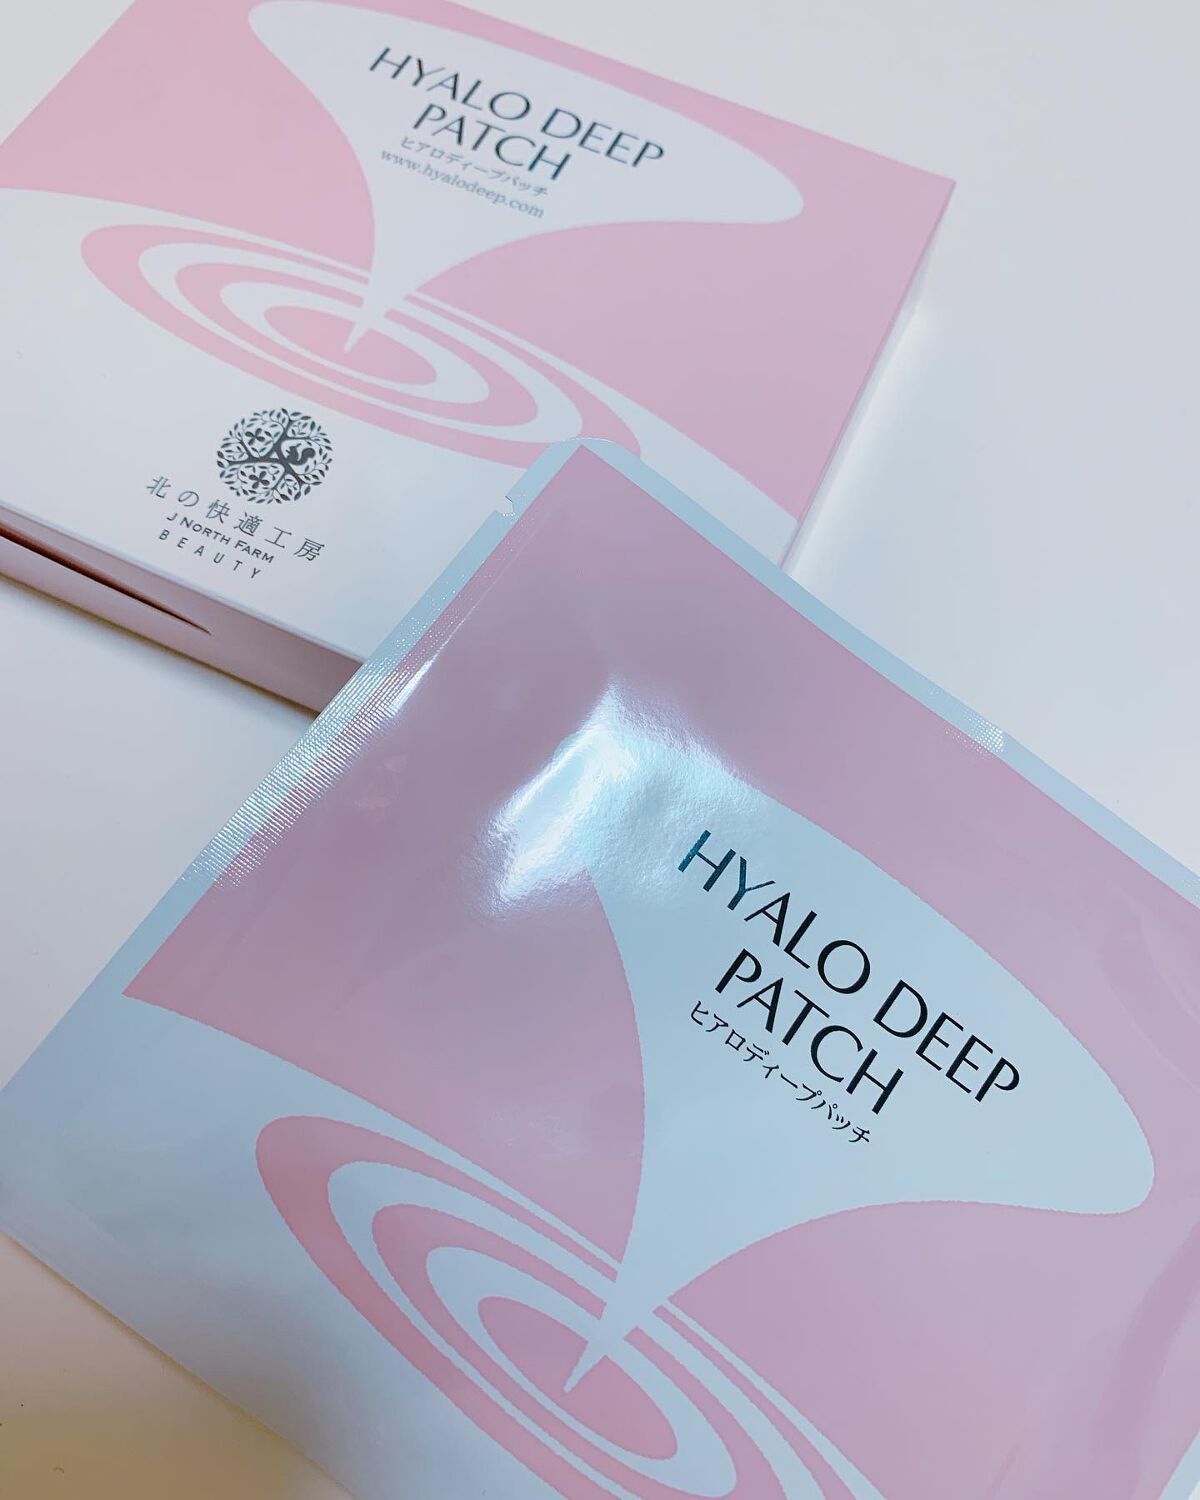 HYALO DEEP
PATCH
ヒアロディープパッチ
www.hyalodeep.com
北の快適工房
J NORTH FARM
BEAUTY
HYALO DEEP
PATCH
ヒアロディープパッチ